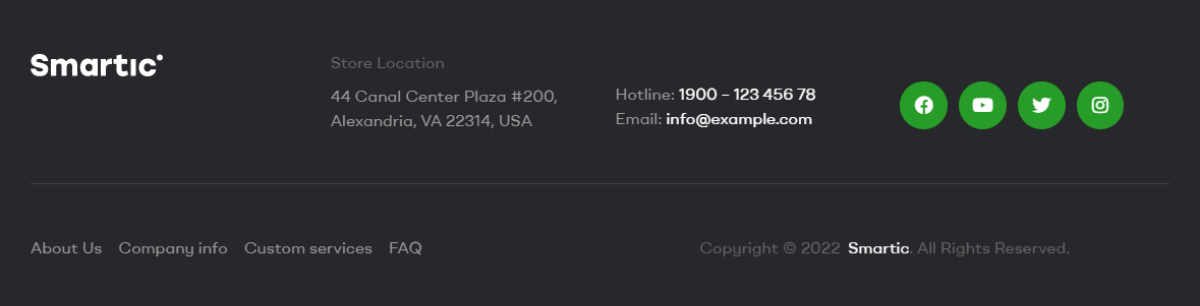 Smartic
Store Location
44 Canal Center Plaza #200,
Alexandria, VA 22314, USA
Hotline: 1900 – 123 456 78
Email: info@example.com
About Us Company info Custom services FAQ
Copyright © 2022 Smartic. All Rights Reserved.